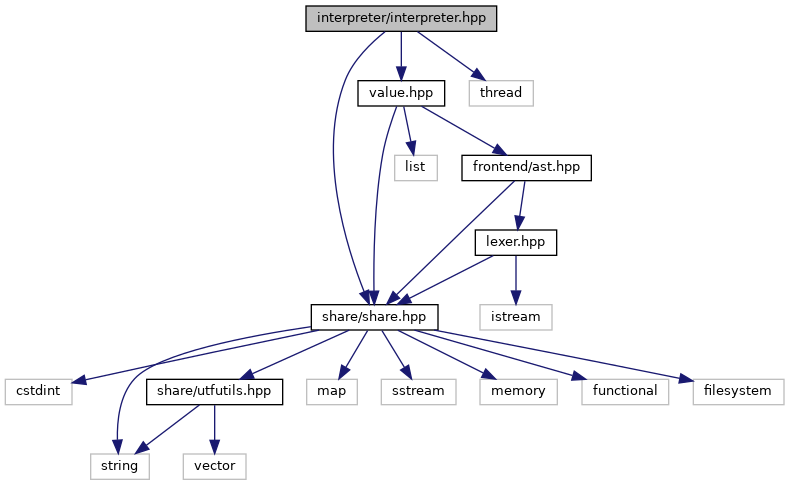 interpreter/interpreter.hpp
value.hpp
thread
list
frontend/ast.hpp
lexer.hpp
share/share.hpp
istream
cstdint
share/utfutils.hpp
map
sstream
memory
functional
filesystem
string
vector